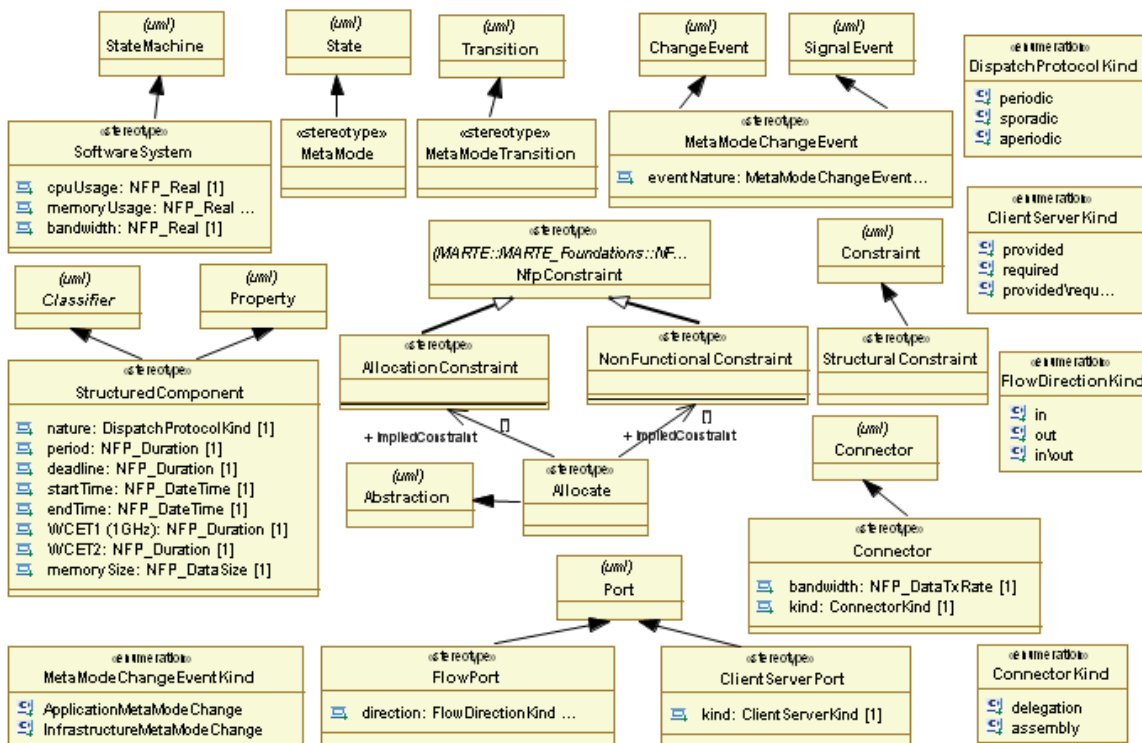 (uml)
StateMachine
(uml)
State
(uml)
Transition
(uml)
ChangeEvent
(uml)
SignalEvent
«enumeration»
DispatchProtocolKind
periodic
sporadic
aperiodic
«stereotype»
SoftwareSystem
cpuUsage: NFP_Real [1]
memoryUsage: NFP_Real ...
bandwidth: NFP_Real [1]
«stereotype»
MetaMode
«stereotype»
MetaModeTransition
«stereotype»
MetaModeChangeEvent
eventNature: MetaModeChangeEvent...
«enumeration»
ClientServerKind
provided
required
provided\requ...
«stereotype»
(MARTE::MARTE_Foundations::NF...
NfpConstraint
(uml)
Constraint
(uml)
Classifier
(uml)
Property
«stereotype»
AllocationConstraint
«stereotype»
NonFunctionalConstraint
«stereotype»
StructuralConstraint
«enumeration»
FlowDirectionKind
in
out
in\out
«stereotype»
StructuredComponent
nature: DispatchProtocolKind [1]
period: NFP_Duration [1]
deadline: NFP_Duration [1]
startTime: NFP_DateTime [1]
endTime: NFP_DateTime [1]
WCET1 (1GHz): NFP_Duration [1]
WCET2: NFP_Duration [1]
memorySize: NFP_DataSize [1]
+ ImpliedConstraint
[]
+ ImpliedConstraint
[]
(uml)
Abstraction
«stereotype»
Allocate
(uml)
Connector
«stereotype»
Connector
bandwidth: NFP_DataTxRate [1]
kind: ConnectorKind [1]
(uml)
Port
«enumeration»
MetaModeChangeEventKind
ApplicationMetaModeChange
InfrastructureMetaModeChange
«stereotype»
FlowPort
direction: FlowDirectionKind ...
«stereotype»
ClientServerPort
kind: ClientServerKind [1]
«enumeration»
ConnectorKind
delegation
assembly